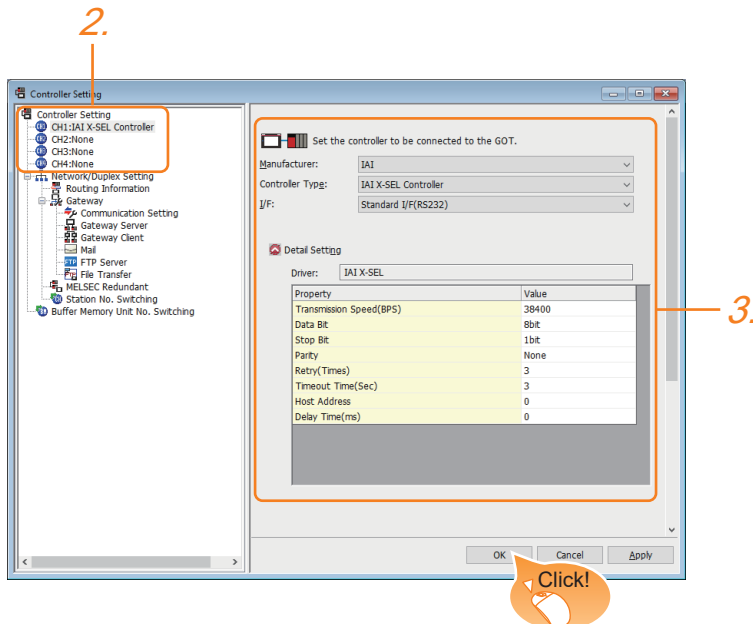 2.
Controller Setting
Controller Setting
CH1:IAI X-SEL Controller
CH2:None
CH3:None
CH4:None
Network/Duplex Setting
Routing Information
Gateway
Communication Setting
Gateway Server
Gateway Client
Mail
FTP Server
File Transfer
MELSEC Redundant
Station No. Switching
Buffer Memory Unit No. Switching
Set the controller to be connected to the GOT.
Manufacturer: IAI
Controller Type: IAI X-SEL Controller
I/F: Standard I/F(RS232)
Detail Setting
Driver: IAI X-SEL
Property Value
Transmission Speed(BPS) 38400
Data Bit 8bit
Stop Bit 1bit
Parity None
Retry(Times) 3
Timeout Time(Sec) 3
Host Address 0
Delay Time(ms) 0
3.
OK Cancel Apply
Click!